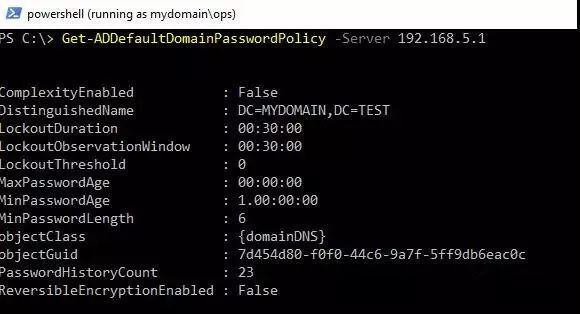 powershell (running as mydomain\ops)
PS C:\> Get-ADDefaultDomainPasswordPolicy -Server 192.168.5.1
ComplexityEnabled : False
DistinguishedName : DC=MYDOMAIN,DC=TEST
LockoutDuration : 00:30:00
LockoutObservationWindow : 00:30:00
LockoutThreshold : 0
MaxPasswordAge : 00:00:00
MinPasswordAge : 1.00:00:00
MinPasswordLength : 6
objectClass : {domainDNS}
objectGuid : 7d454d80-f0f0-44c6-9a7f-5ff9db6eac0c
PasswordHistoryCount : 23
ReversibleEncryptionEnabled : False